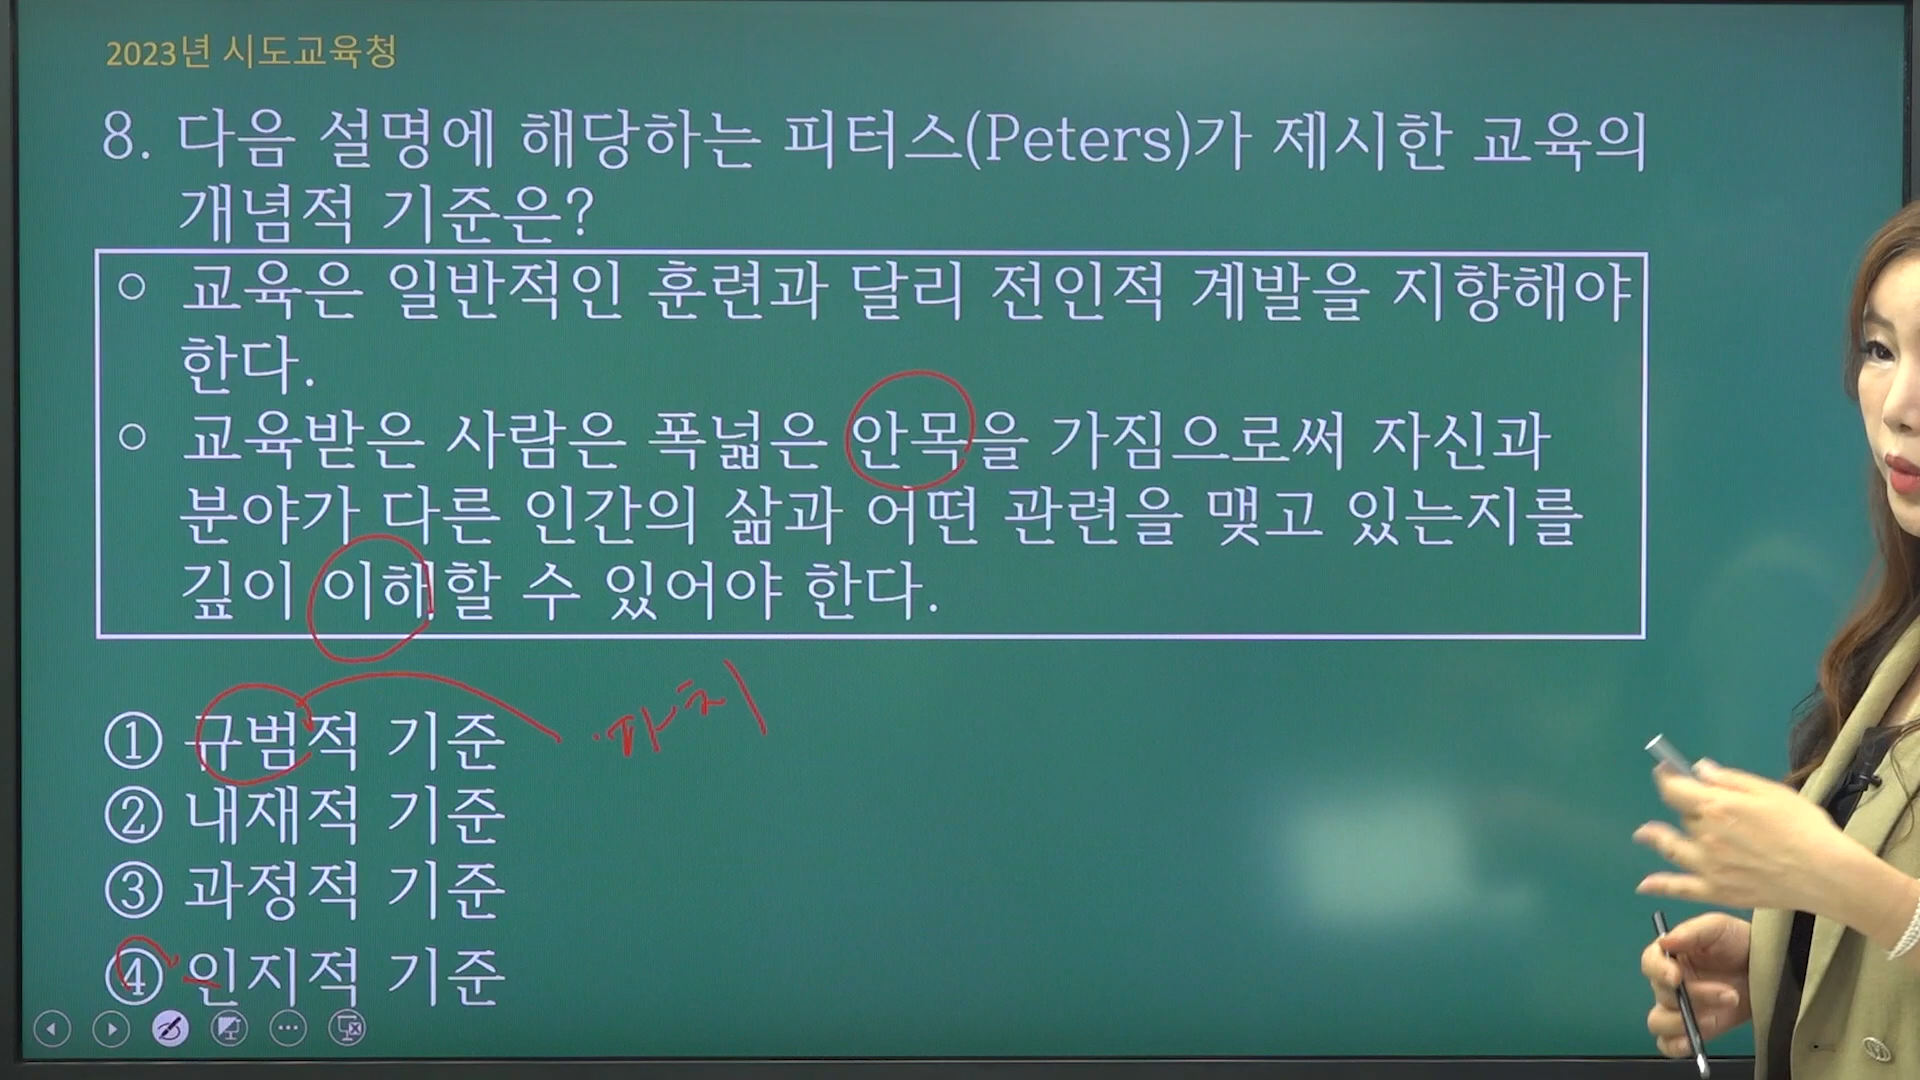 2023년 시도교육청
8. 다음 설명에 해당하는 피터스(Peters)가 제시한 교육의
개념적 기준은?
○ 교육은 일반적인 훈련과 달리 전인적 계발을 지향해야
한다.
○ 교육받은 사람은 폭넓은 안목을 가짐으로써 자신과
분야가 다른 인간의 삶과 어떤 관련을 맺고 있는지를
깊이 이해할 수 있어야 한다.
① 규범적 기준
② 내재적 기준
③ 과정적 기준
④ 인지적 기준